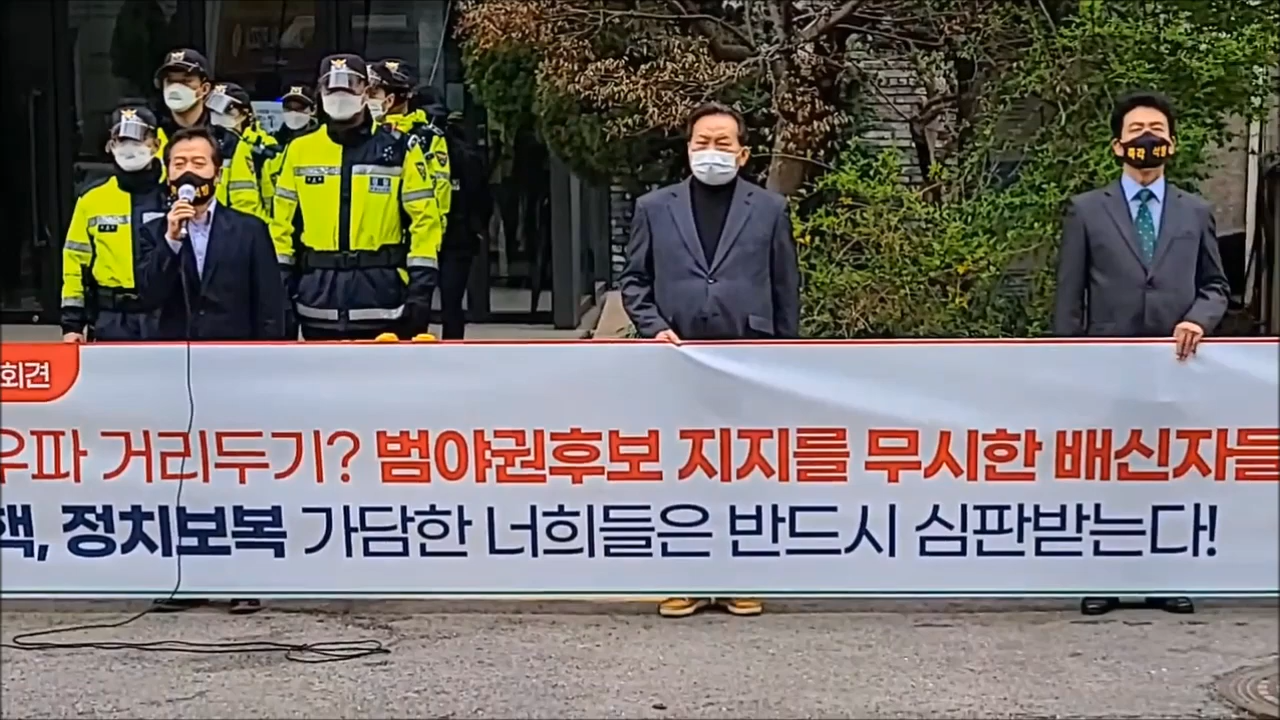 회견
우파 거리두기? 범야권후보 지지를 무시한 배신자들
핵, 정치보복 가담한 너희들은 반드시 심판받는다!